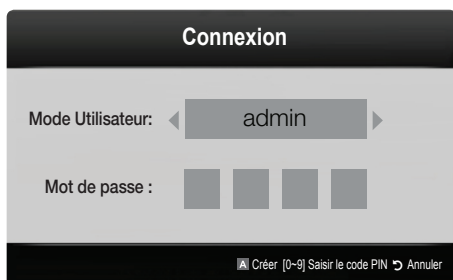 Connexion
Mode Utilisateur: admin
Mot de passe :
A Créer [0~9] Saisir le code PIN Annuler